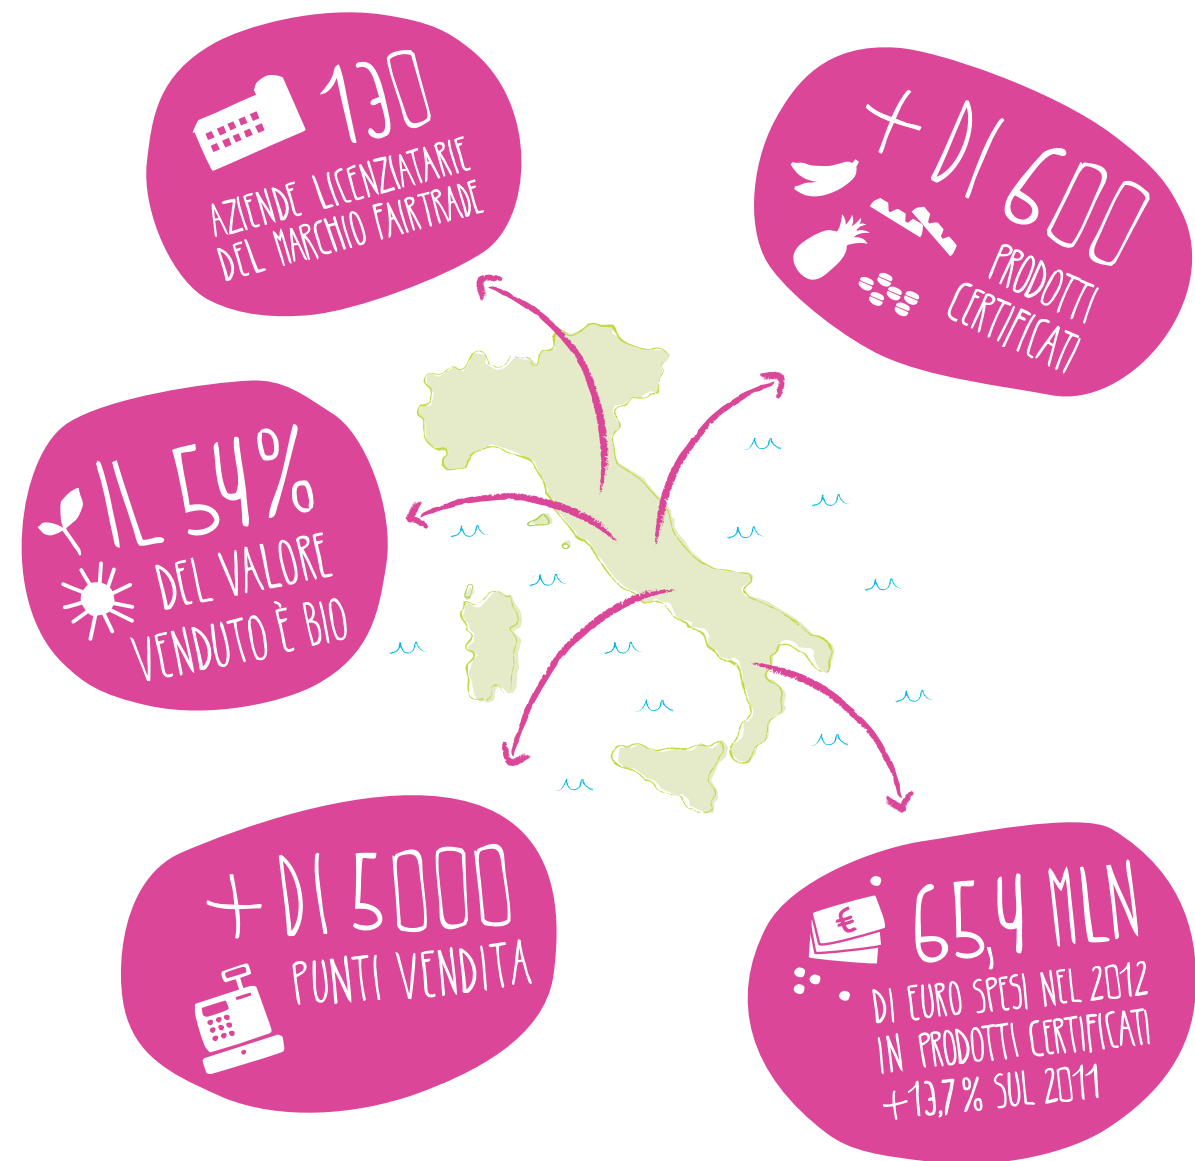 130
AZIENDE LICENZIATARIE
DEL MARCHIO FAIRTRADE
+ DI 600
PRODOTTI
CERTIFICATI
IL 54%
DEL VALORE
VENDUTO È BIO
+ DI 5000
PUNTI VENDITA
€
65,4 MLN
DI EURO SPESI NEL 2012
IN PRODOTTI CERTIFICATI
+13,7% SUL 2011